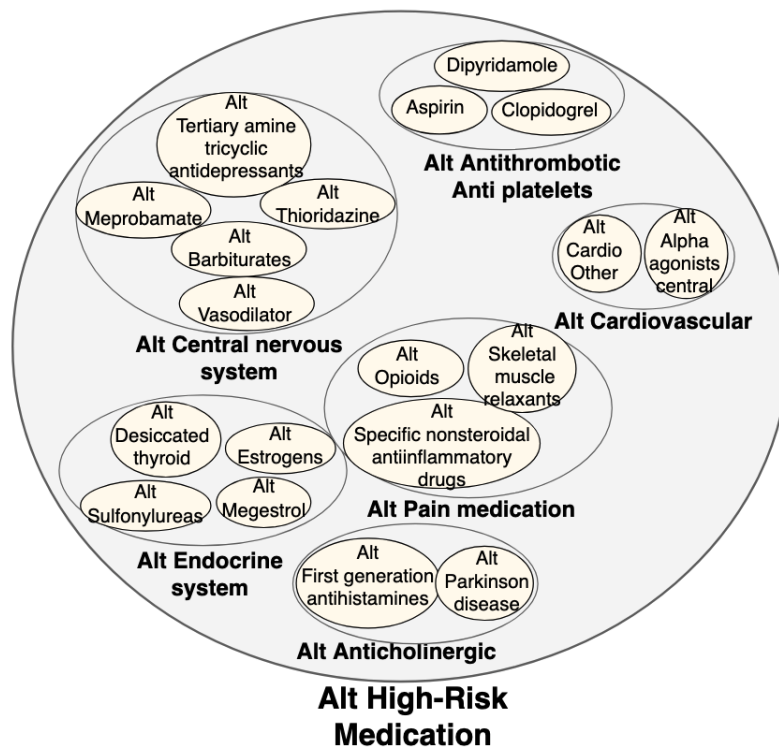 Dipyridamole
Aspirin
Clopidogrel
Alt Antithrombotic
Anti platelets
Alt
Tertiary amine
tricyclic
antidepressants
Alt
Meprobamate
Alt
Thioridazine
Alt
Barbiturates
Alt
Vasodilator
Alt Central nervous
system
Alt
Cardio
Other
Alt
Alpha
agonists
central
Alt Cardiovascular
Alt
Opioids
Alt
Skeletal
muscle
relaxants
Alt
Specific nonsteroidal
antiinflammatory
drugs
Alt Pain medication
Alt
Desiccated
thyroid
Alt
Estrogens
Alt
Sulfonylureas
Alt
Megestrol
Alt Endocrine
system
Alt
First generation
antihistamines
Alt
Parkinson
disease
Alt Anticholinergic
Alt High-Risk
Medication